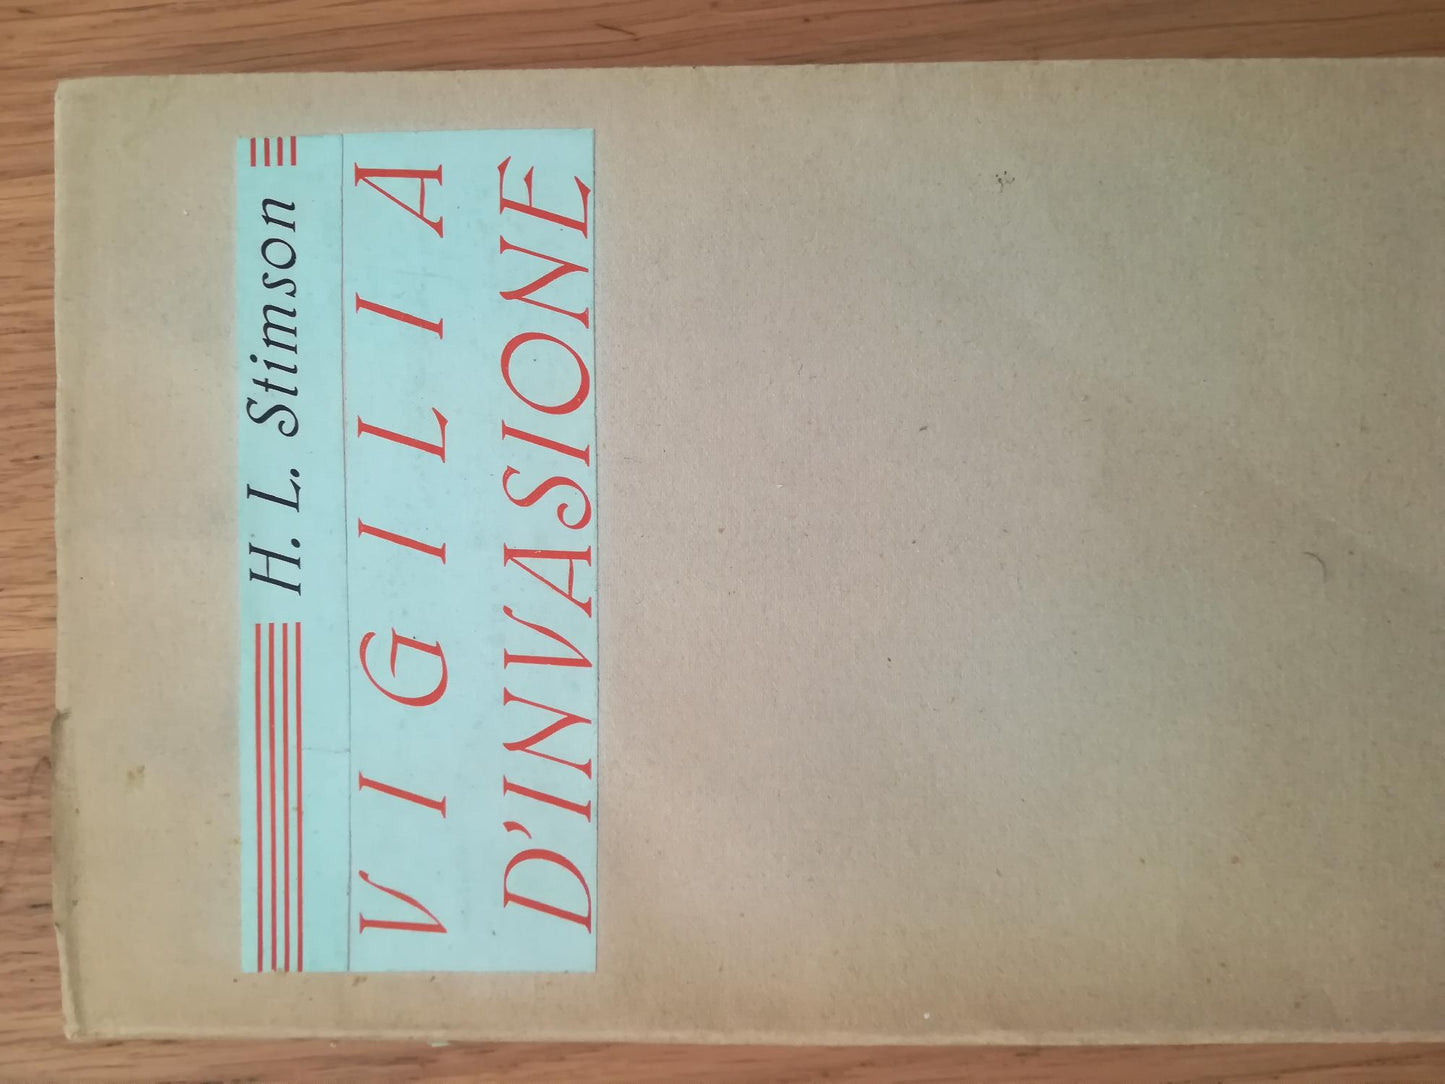 H. L. Stimson
VIGILIA
D'INVASIONE